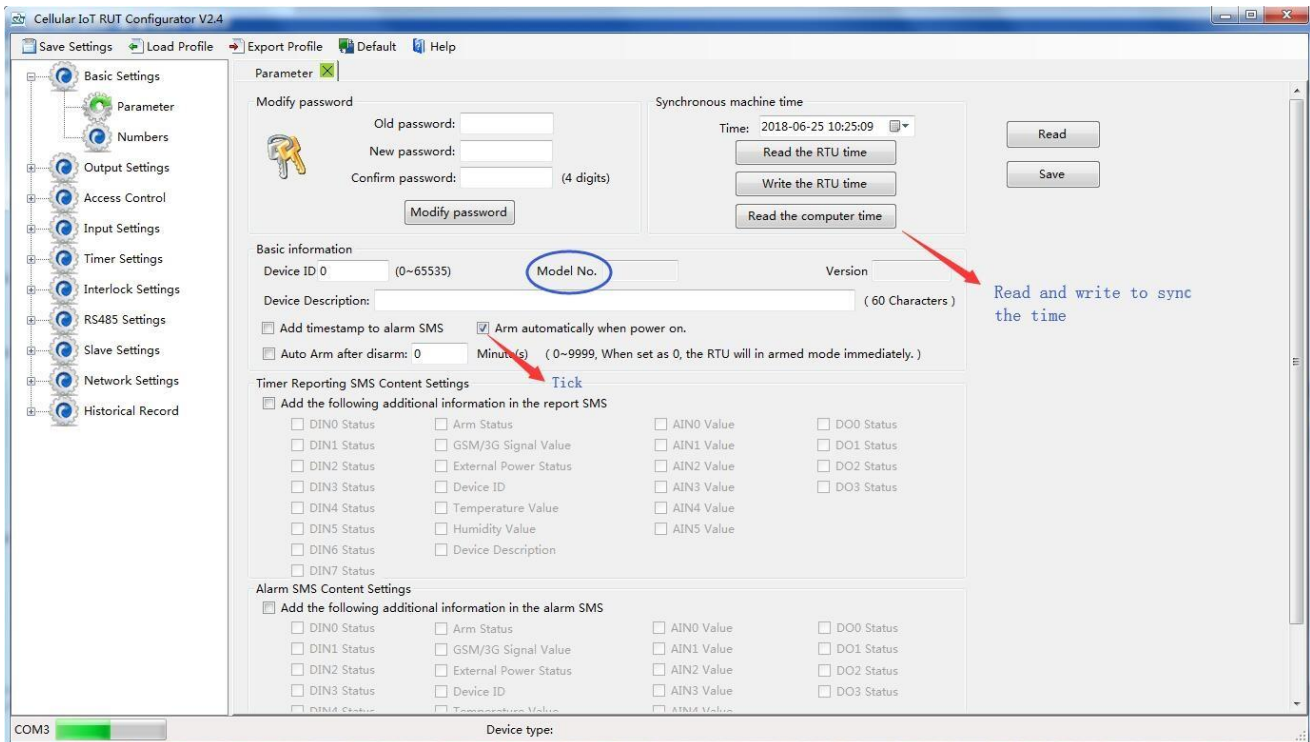 Cellular IoT RUT Configurator V2.4
Save Settings Load Profile Export Profile Default Help
Basic Settings
Parameter
Numbers
Output Settings
Access Control
Input Settings
Timer Settings
Interlock Settings
RS485 Settings
Slave Settings
Network Settings
Historical Record
Parameter
Modify password
Old password:
New password:
Confirm password: (4 digits)
Modify password
Synchronous machine time
Time: 2018-06-25 10:25:09
Read the RTU time
Write the RTU time
Read the computer time
Read
Save
Read and write to sync
the time
Basic information
Device ID 0 (0~65535) Model No. Version
Device Description: ( 60 Characters )
Add timestamp to alarm SMS Arm automatically when power on.
Auto Arm after disarm: 0 Minute(s) ( 0~9999, When set as 0, the RTU will in armed mode immediately. )
Tick
Timer Reporting SMS Content Settings
Add the following additional information in the report SMS
DIN0 Status Arm Status AIN0 Value DO0 Status
DIN1 Status GSM/3G Signal Value AIN1 Value DO1 Status
DIN2 Status External Power Status AIN2 Value DO2 Status
DIN3 Status Device ID AIN3 Value DO3 Status
DIN4 Status Temperature Value AIN4 Value
DIN5 Status Humidity Value AIN5 Value
DIN6 Status Device Description
DIN7 Status
Alarm SMS Content Settings
Add the following additional information in the alarm SMS
DIN0 Status Arm Status AIN0 Value DO0 Status
DIN1 Status GSM/3G Signal Value AIN1 Value DO1 Status
DIN2 Status External Power Status AIN2 Value DO2 Status
DIN3 Status Device ID AIN3 Value DO3 Status
DIN4 Status Temperature Value AIN4 Value
COM3 Device type: